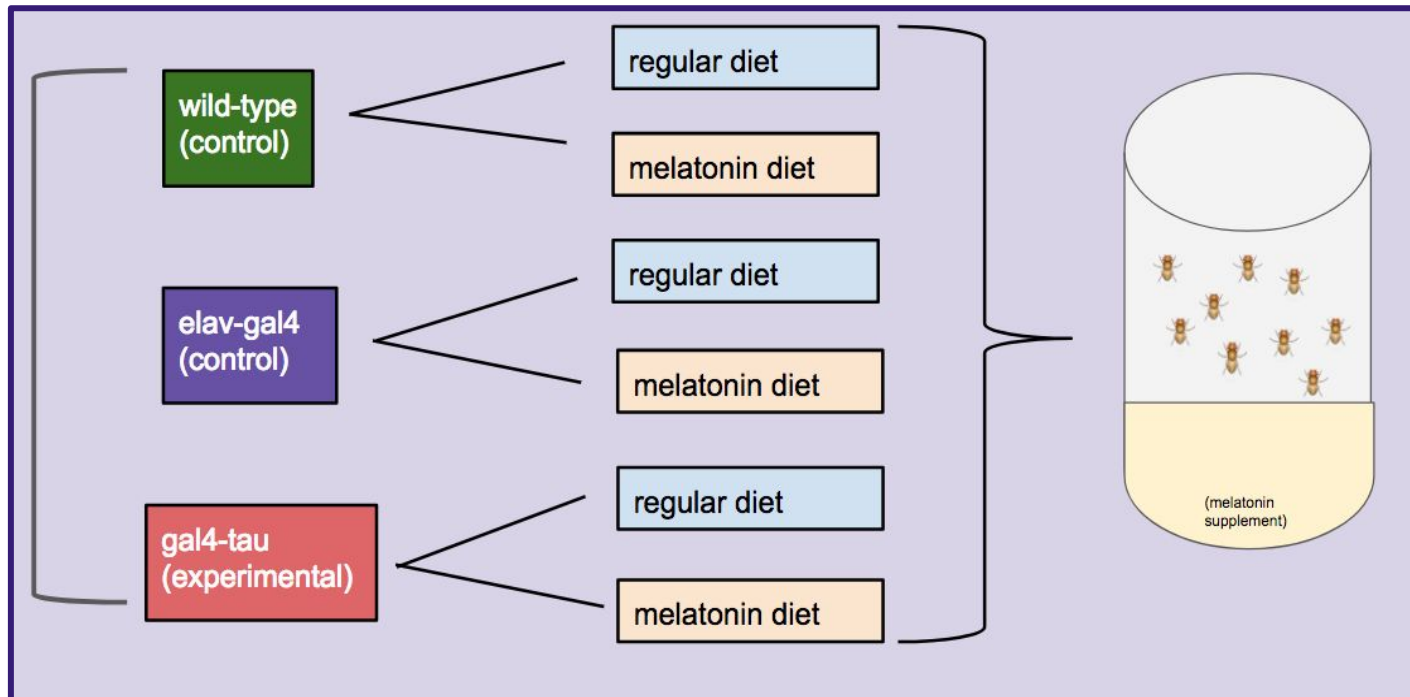 wild-type
(control)
regular diet
melatonin diet
elav-gal4
(control)
regular diet
melatonin diet
gal4-tau
(experimental)
regular diet
melatonin diet
(melatonin
supplement)